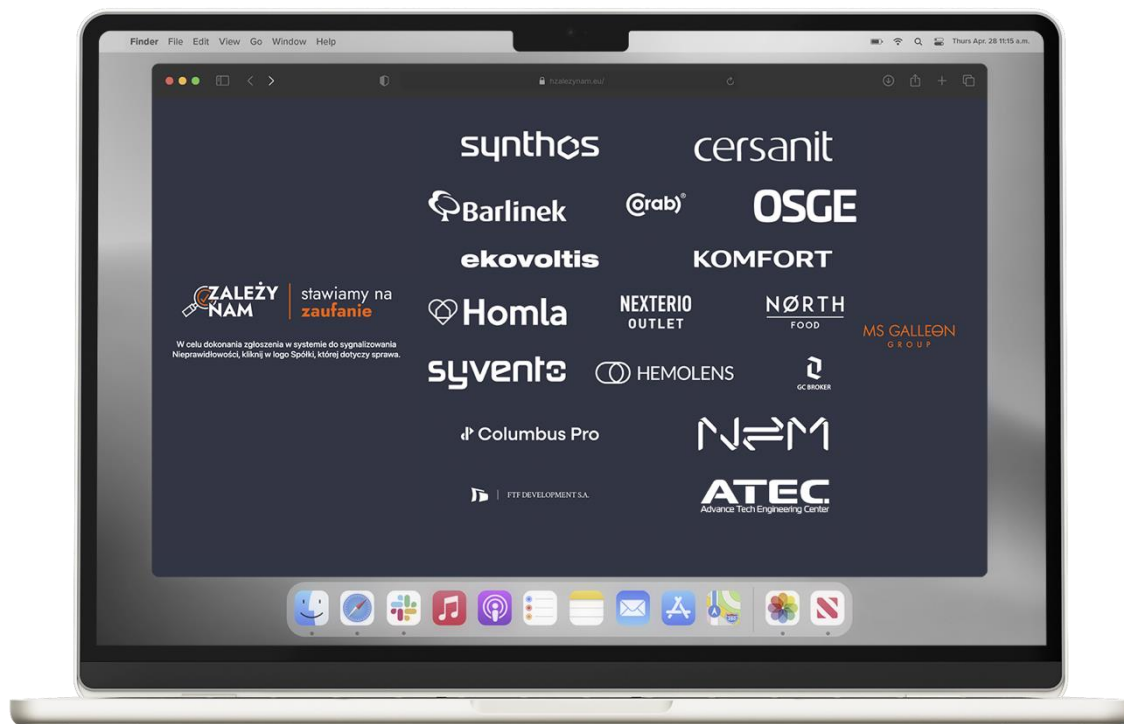 Finder File Edit View Go Window Help
Thurs Apr. 28 11:15 a.m.
hzalezynam.eu/
synthos
cersanit
Barlinek
corab®
OSGE
ekovoltis
KOMFORT
ZALEŻY
NAM
stawiamy na
zaufanie
W celu dokonania zgłoszenia w systemie do sygnalizowania
Nieprawidłowości, kliknij w logo Spółki, której dotyczy sprawa.
Homla
NEXTERIO
OUTLET
NØRTH
FOOD
MS GALLEON
GROUP
syvento
HEMOLENS
GC BROKER
Columbus Pro
FTF DEVELOPMENT S.A.
ATEC
Advance Tech Engineering Center